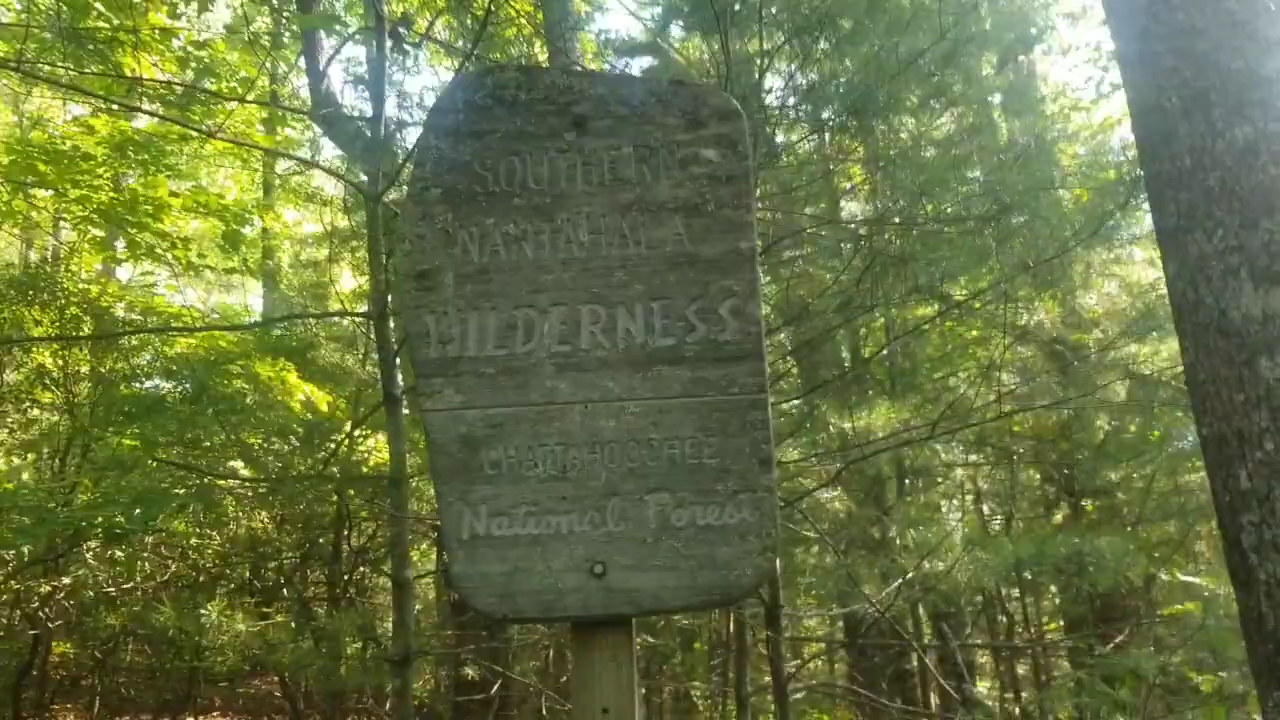 SOUTHERN
NANTAHALA
WILDERNESS
CHATTAHOOCHEE
National Forest